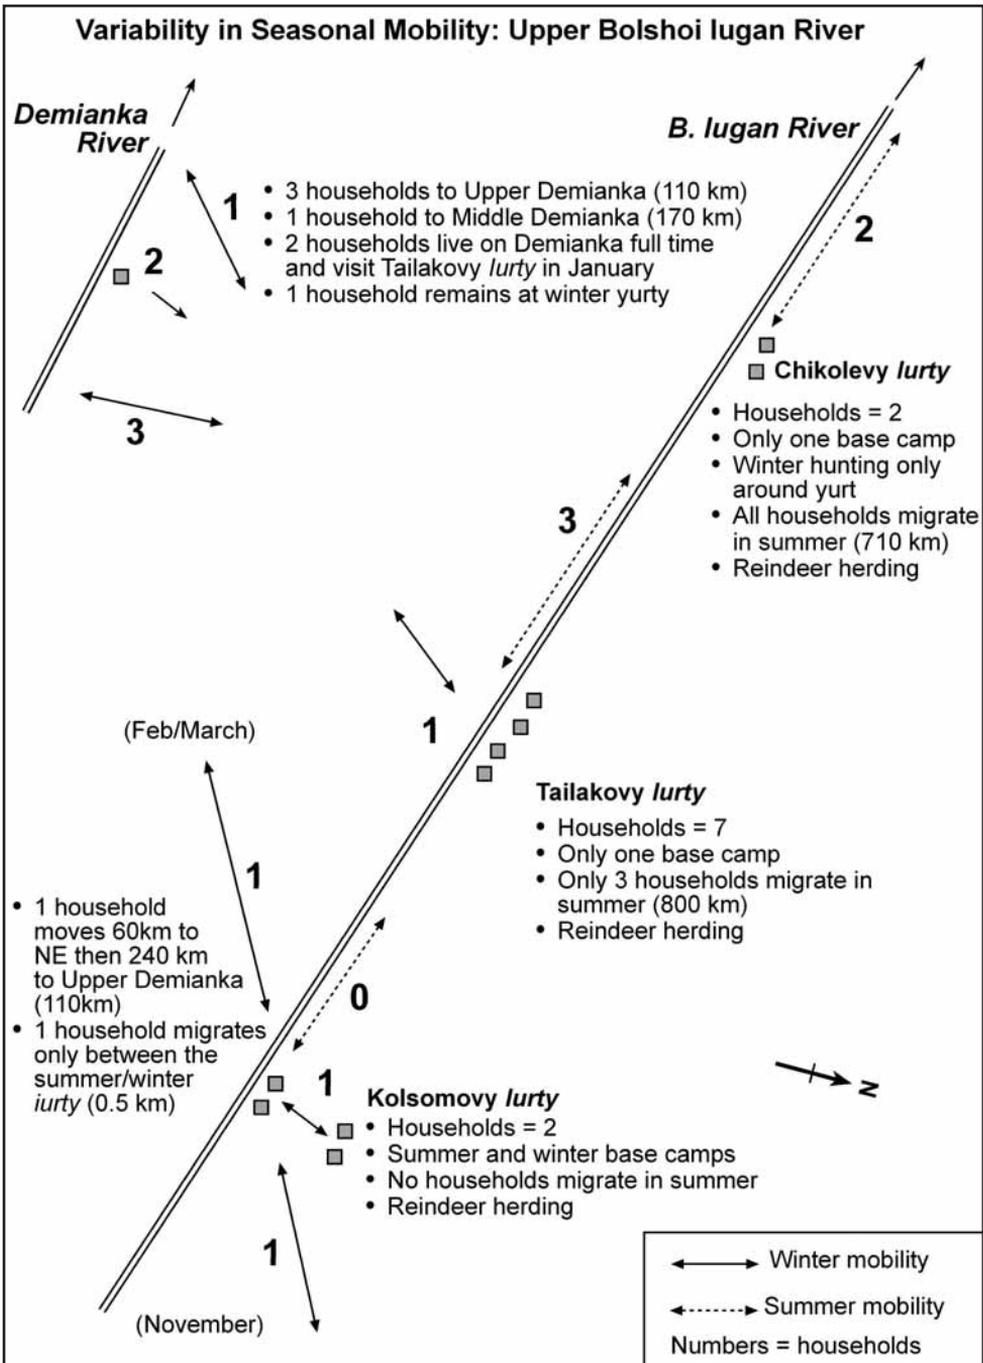 Variability in Seasonal Mobility: Upper Bolshoi Iugan River
Demianka
River
B. Iugan River
1
• 3 households to Upper Demianka (110 km)
• 1 household to Middle Demianka (170 km)
• 2 households live on Demianka full time
and visit Tailakovy Iurty in January
• 1 household remains at winter yurty
2
2
3
Chikolevy Iurty
• Households = 2
• Only one base camp
• Winter hunting only
around yurt
• All households migrate
in summer (710 km)
• Reindeer herding
3
1
Tailakovy Iurty
• Households = 7
• Only one base camp
• Only 3 households migrate in
summer (800 km)
• Reindeer herding
(Feb/March)
1
• 1 household
moves 60km to
NE then 240 km
to Upper Demianka
(110km)
• 1 household migrates
only between the
summer/winter
iurty (0.5 km)
0
N
1
Kolsomovy Iurty
• Households = 2
• Summer and winter base camps
• No households migrate in summer
• Reindeer herding
1
(November)
Winter mobility
Summer mobility
Numbers = households